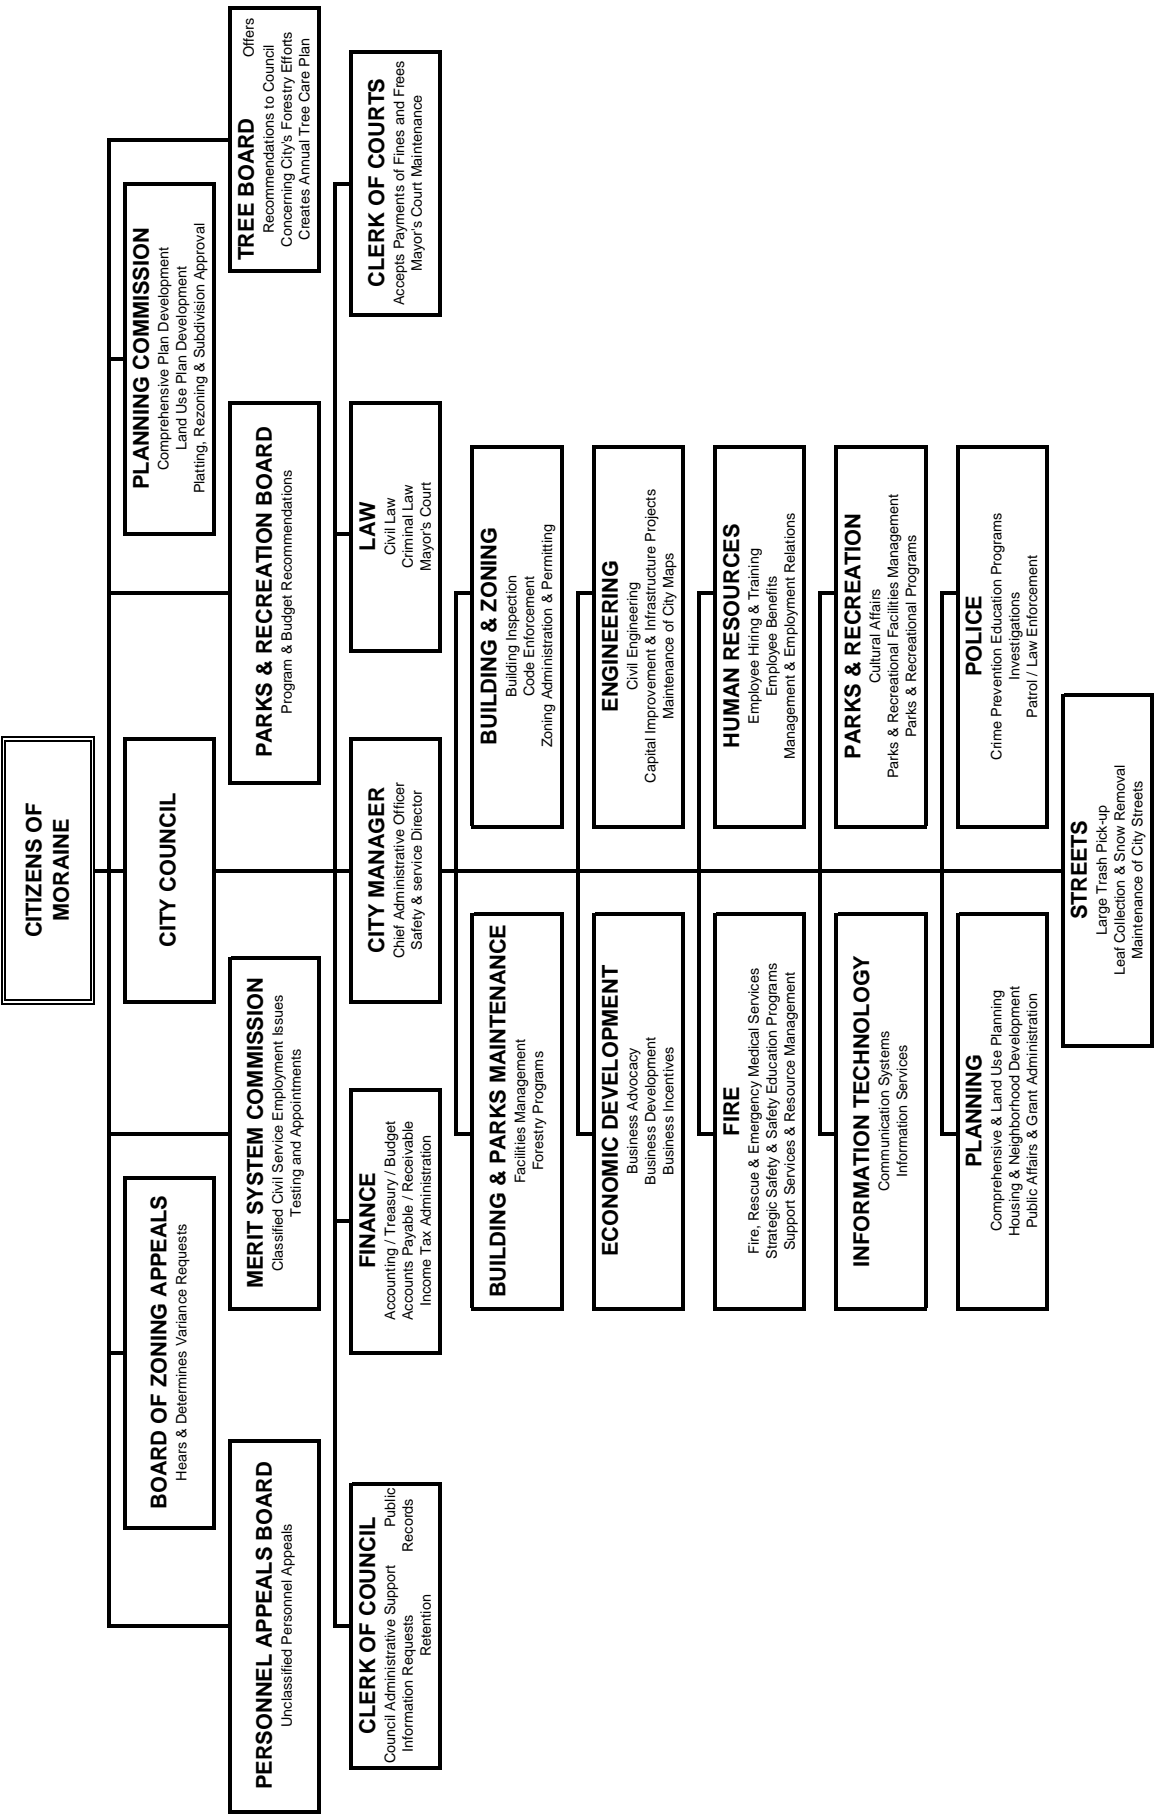 CITIZENS OF
MORAINE
BOARD OF ZONING APPEALS
Hears & Determines Variance Requests
CITY COUNCIL
PLANNING COMMISSION
Comprehensive Plan Development
Land Use Plan Development
Platting, Rezoning & Subdivision Approval
PERSONNEL APPEALS BOARD
Unclassified Personnel Appeals
MERIT SYSTEM COMMISSION
Classified Civil Service Employment Issues
Testing and Appointments
PARKS & RECREATION BOARD
Program & Budget Recommendations
TREE BOARD
Offers
Recommendations to Council
Concerning City's Forestry Efforts
Creates Annual Tree Care Plan
CLERK OF COUNCIL
Council Administrative Support Public
Information Requests Records
Retention
FINANCE
Accounting / Treasury / Budget
Accounts Payable / Receivable
Income Tax Administration
CITY MANAGER
Chief Administrative Officer
Safety & service Director
LAW
Civil Law
Criminal Law
Mayor's Court
CLERK OF COURTS
Accepts Payments of Fines and Frees
Mayor's Court Maintenance
BUILDING & PARKS MAINTENANCE
Facilities Management
Forestry Programs
BUILDING & ZONING
Building Inspection
Code Enforcement
Zoning Administration & Permitting
ECONOMIC DEVELOPMENT
Business Advocacy
Business Development
Business Incentives
ENGINEERING
Civil Engineering
Capital Improvement & Infrastructure Projects
Maintenance of City Maps
FIRE
Fire, Rescue & Emergency Medical Services
Strategic Safety & Safety Education Programs
Support Services & Resource Management
HUMAN RESOURCES
Employee Hiring & Training
Employee Benefits
Management & Employment Relations
INFORMATION TECHNOLOGY
Communication Systems
Information Services
PARKS & RECREATION
Cultural Affairs
Parks & Recreational Facilities Management
Parks & Recreational Programs
PLANNING
Comprehensive & Land Use Planning
Housing & Neighborhood Development
Public Affairs & Grant Administration
POLICE
Crime Prevention Education Programs
Investigations
Patrol / Law Enforcement
STREETS
Large Trash Pick-up
Leaf Collection & Snow Removal
Maintenance of City Streets